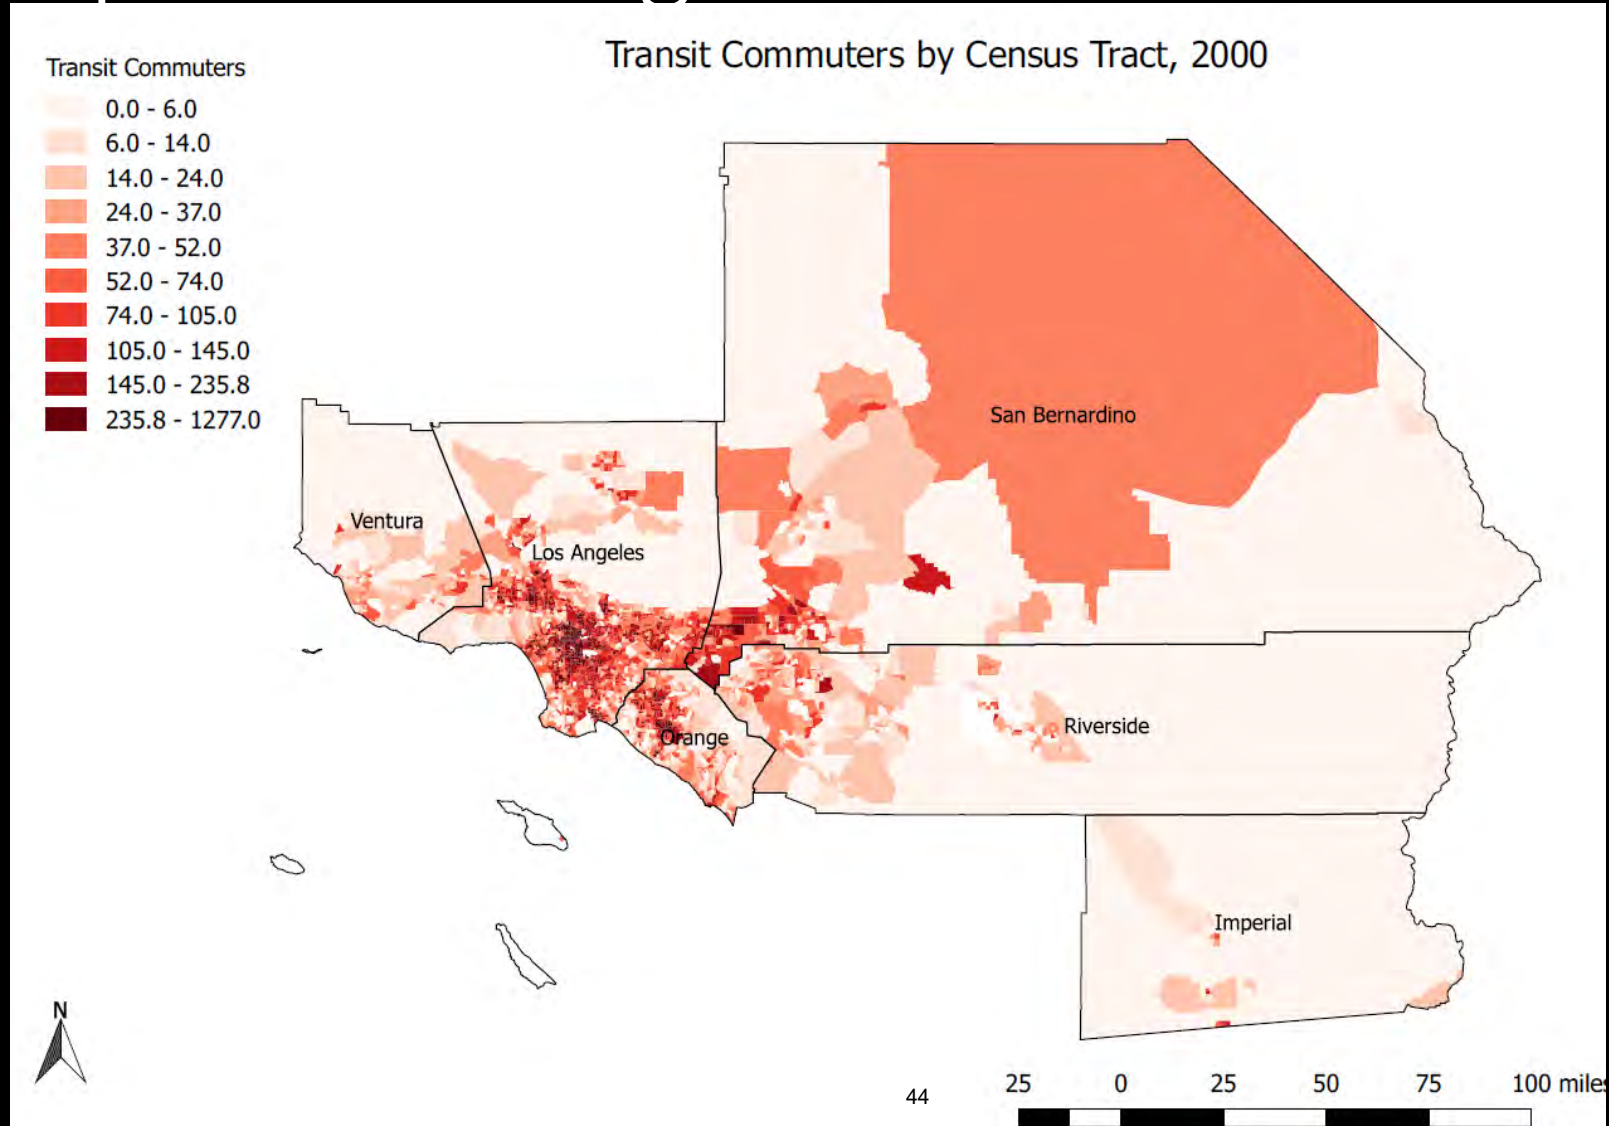 Transit Commuters by Census Tract, 2000
Transit Commuters
0.0 - 6.0
6.0 - 14.0
14.0 - 24.0
24.0 - 37.0
37.0 - 52.0
52.0 - 74.0
74.0 - 105.0
105.0 - 145.0
145.0 - 235.8
235.8 - 1277.0
San Bernardino
Ventura
Los Angeles
Riverside
Orange
Imperial
N
25 0 25 50 75 100 miles
44